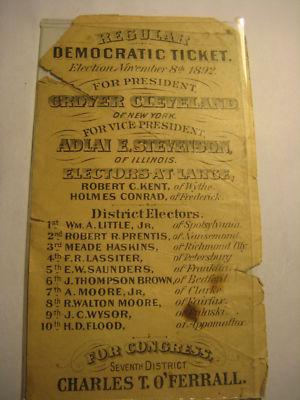 REGULAR
DEMOCRATIC TICKET.
Election November 8th 1892.
FOR PRESIDENT,
GROVER CLEVELAND
OF NEW YORK.
FOR VICE PRESIDENT,
ADLAI E. STEVENSON,
OF ILLINOIS.
ELECTORS-AT LARGE,
ROBERT C. KENT, of Wythe.
HOLMES CONRAD, of Frederick.
District Electors.
1st WM. A. LITTLE, JR, of Spotsylvania.
2nd ROBERT R. PRENTIS, of Nansemond.
3rd MEADE HASKINS, of Richmond City.
4th F. R. LASSITER, of Petersburg
5th E. W. SAUNDERS, of Franklin.
6th J. THOMPSON BROWN, of Bedford.
7th A. MOORE, JR, of Clarke.
8th R. WALTON MOORE, of Fairfax.
9th J. C. WYSOR, of Pulaski.
10th H. D. FLOOD, of Appomattox.
FOR CONGRESS,
SEVENTH DISTRICT
CHARLES T. O'FERRALL.